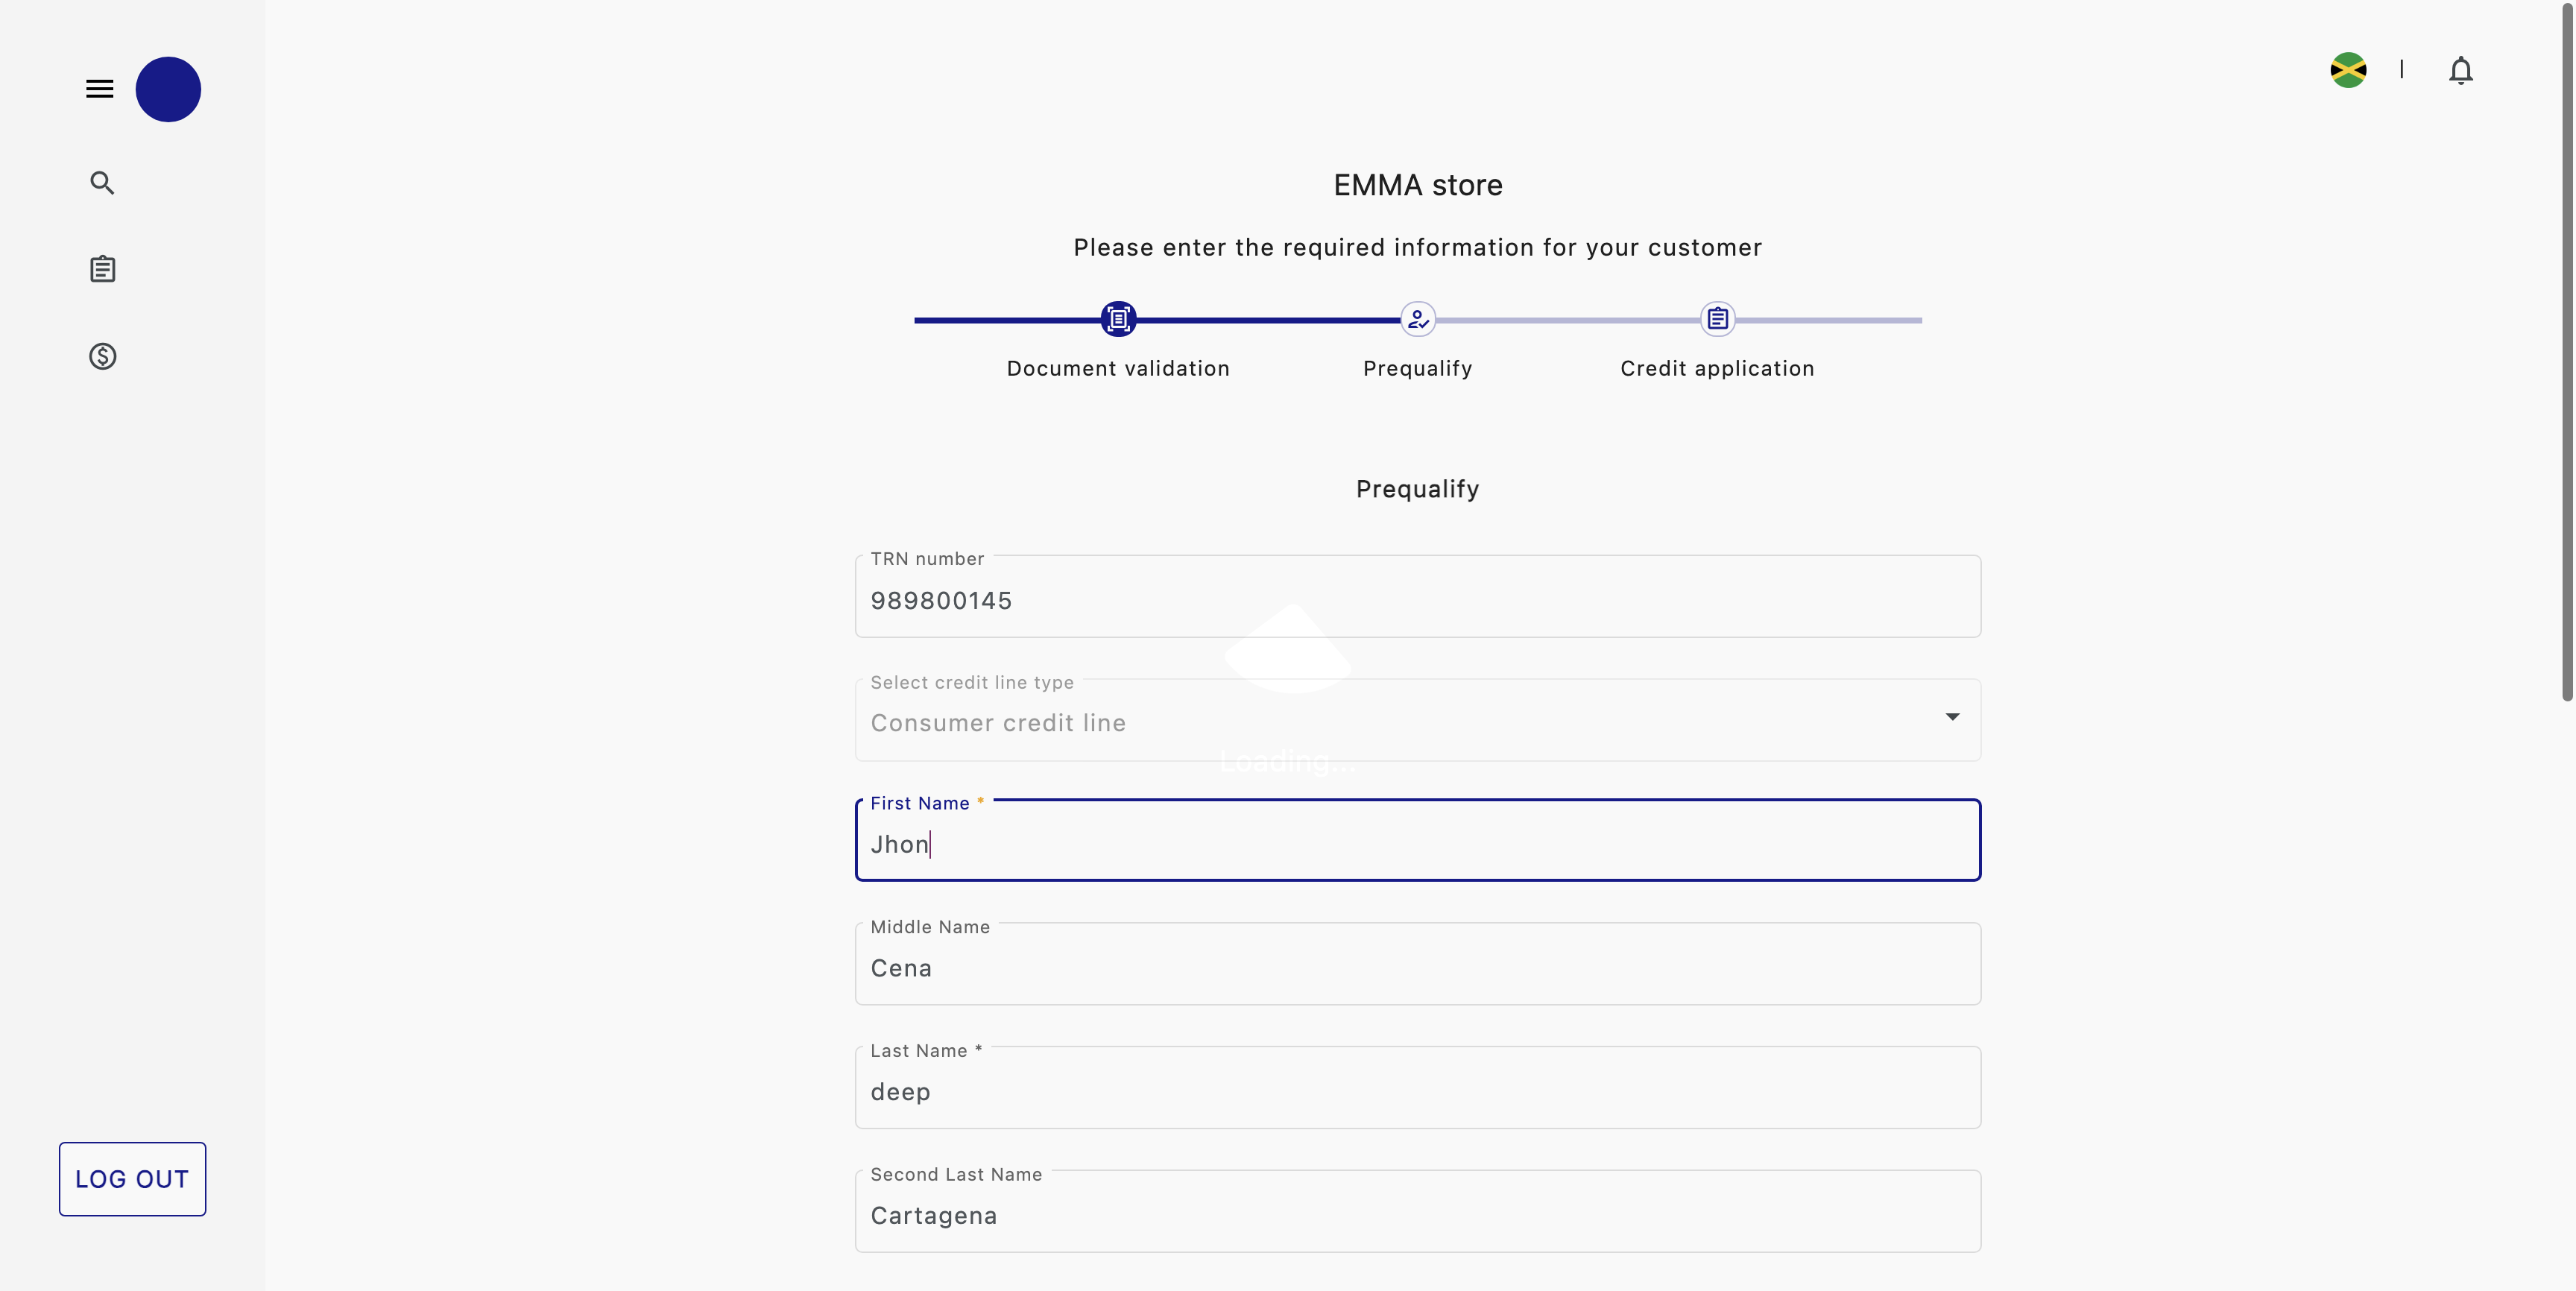 EMMA store
Please enter the required information for your customer
Document validation
Prequalify
Credit application
Prequalify
TRN number
989800145
Select credit line type
Consumer credit line
Loading...
First Name *
Jhon
Middle Name
Cena
Last Name *
deep
Second Last Name
Cartagena
LOG OUT